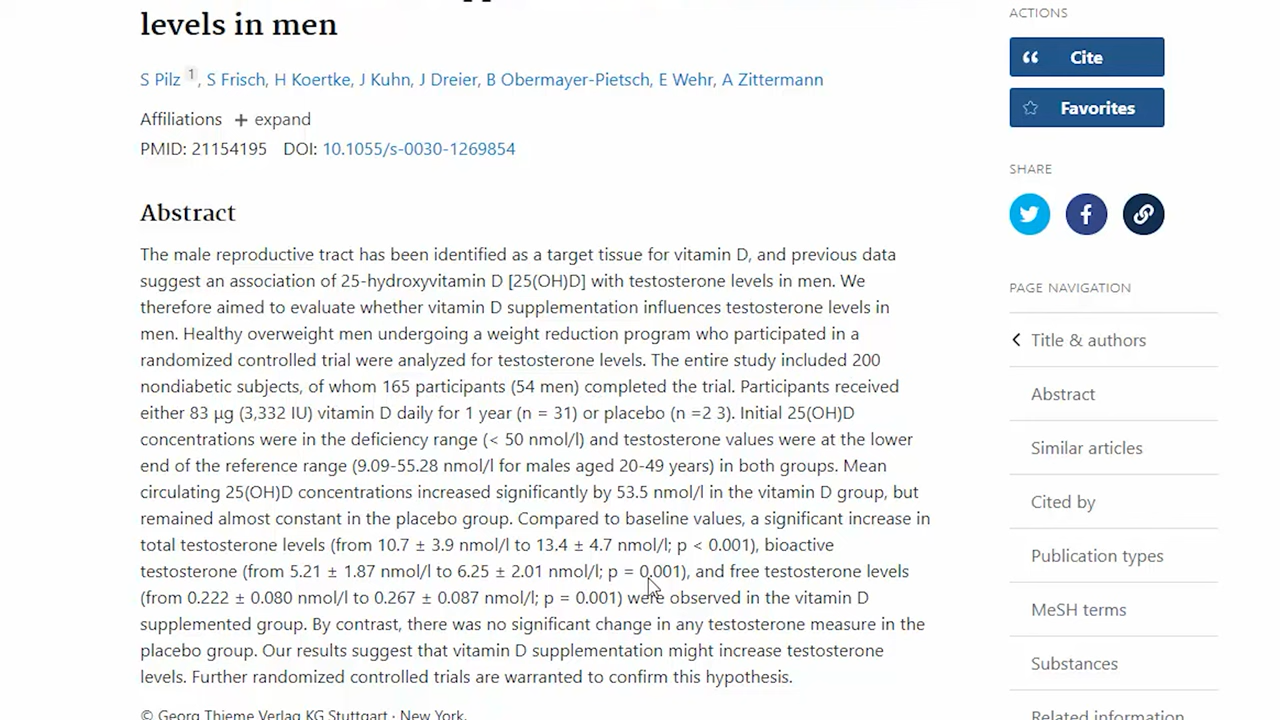 levels in men
S Pilz 1, S Frisch, H Koertke, J Kuhn, J Dreier, B Obermayer-Pietsch, E Wehr, A Zittermann
Affiliations + expand
PMID: 21154195 DOI: 10.1055/s-0030-1269854
Abstract
The male reproductive tract has been identified as a target tissue for vitamin D, and previous data
suggest an association of 25-hydroxyvitamin D [25(OH)D] with testosterone levels in men. We
therefore aimed to evaluate whether vitamin D supplementation influences testosterone levels in
men. Healthy overweight men undergoing a weight reduction program who participated in a
randomized controlled trial were analyzed for testosterone levels. The entire study included 200
nondiabetic subjects, of whom 165 participants (54 men) completed the trial. Participants received
either 83 μg (3,332 IU) vitamin D daily for 1 year (n = 31) or placebo (n =2 3). Initial 25(OH)D
concentrations were in the deficiency range (< 50 nmol/l) and testosterone values were at the lower
end of the reference range (9.09-55.28 nmol/l for males aged 20-49 years) in both groups. Mean
circulating 25(OH)D concentrations increased significantly by 53.5 nmol/l in the vitamin D group, but
remained almost constant in the placebo group. Compared to baseline values, a significant increase in
total testosterone levels (from 10.7 ± 3.9 nmol/l to 13.4 ± 4.7 nmol/l; p < 0.001), bioactive
testosterone (from 5.21 ± 1.87 nmol/l to 6.25 ± 2.01 nmol/l; p = 0.001), and free testosterone levels
(from 0.222 ± 0.080 nmol/l to 0.267 ± 0.087 nmol/l; p = 0.001) were observed in the vitamin D
supplemented group. By contrast, there was no significant change in any testosterone measure in the
placebo group. Our results suggest that vitamin D supplementation might increase testosterone
levels. Further randomized controlled trials are warranted to confirm this hypothesis.
© Georg Thieme Verlag KG Stuttgart · New York.
ACTIONS
Cite
Favorites
SHARE
PAGE NAVIGATION
Title & authors
Abstract
Similar articles
Cited by
Publication types
MeSH terms
Substances
Related information